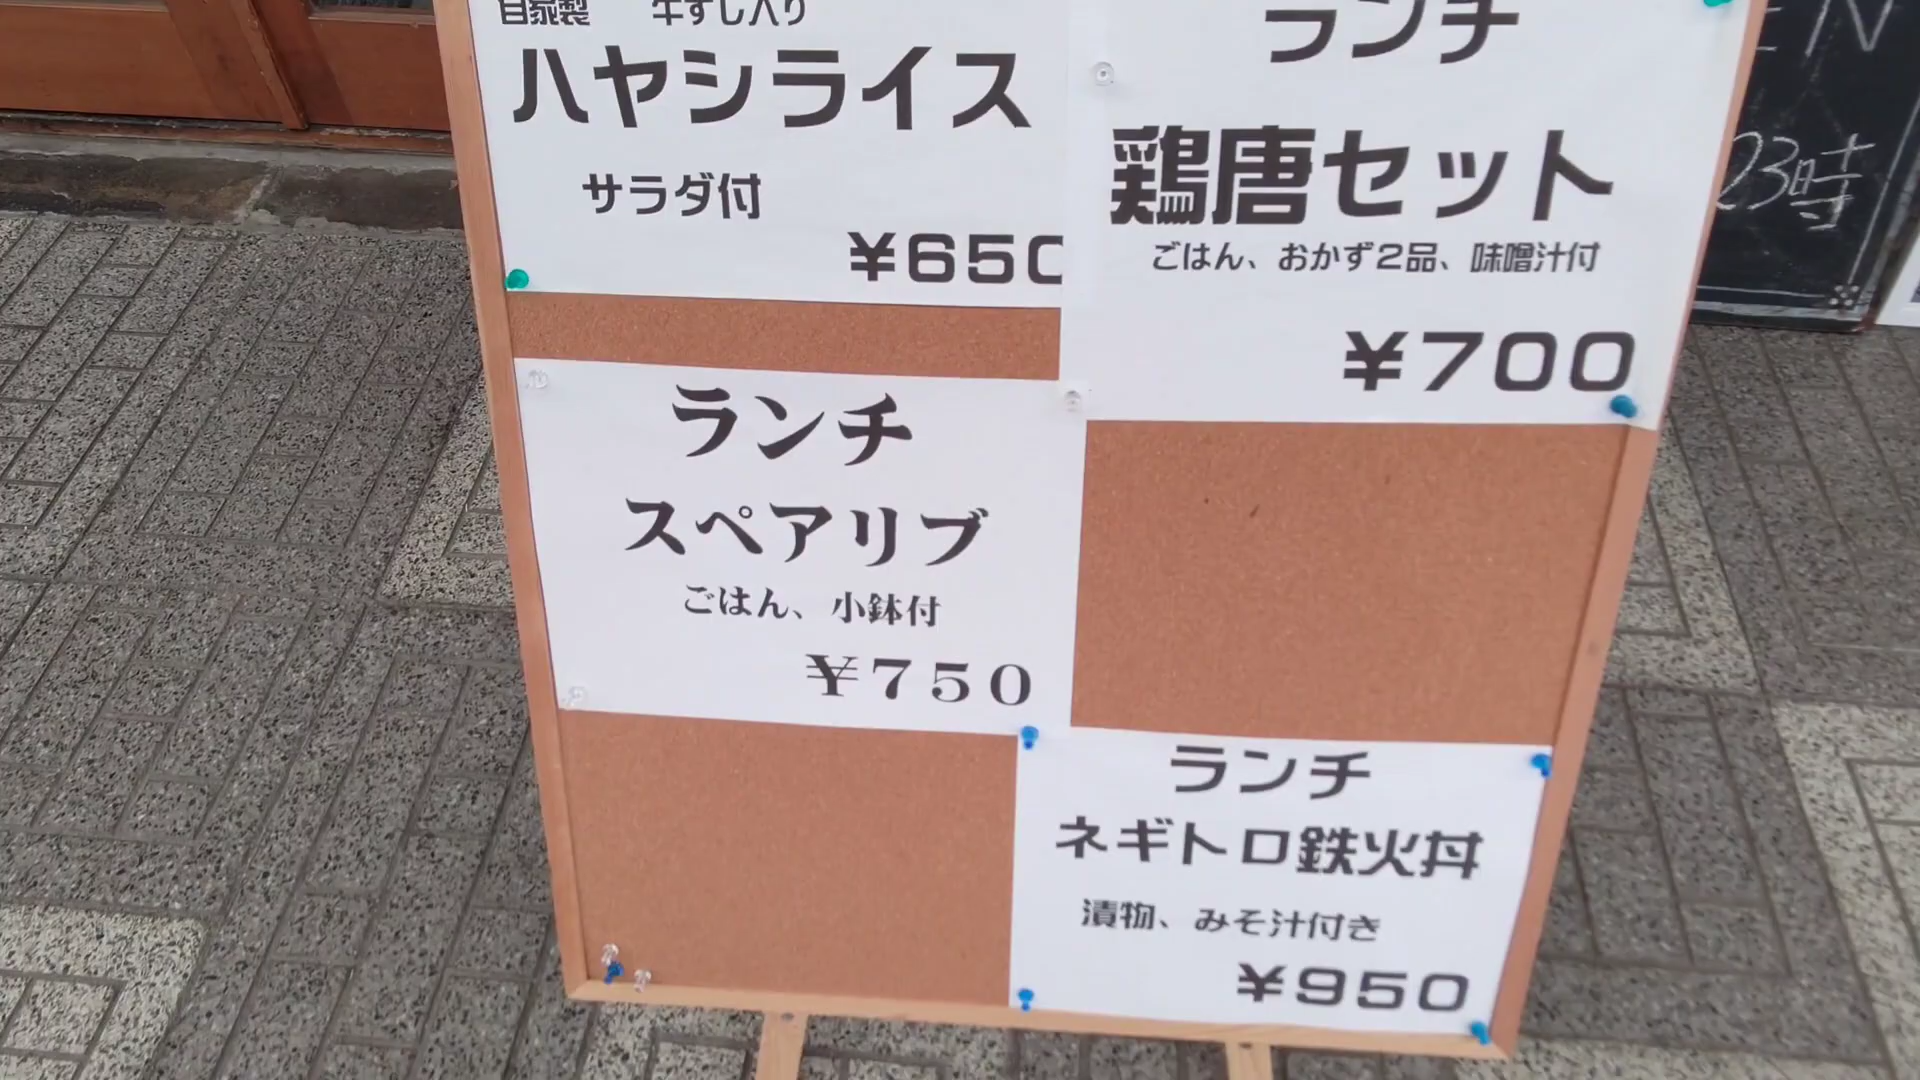 自家製 牛すじ入り
ハヤシライス
サラダ付
¥650
ランチ
鶏唐セット
ごはん、おかず2品、味噌汁付
¥700
ランチ
スペアリブ
ごはん、小鉢付
¥750
ランチ
ネギトロ鉄火丼
漬物、みそ汁付き
¥950
EN
23時